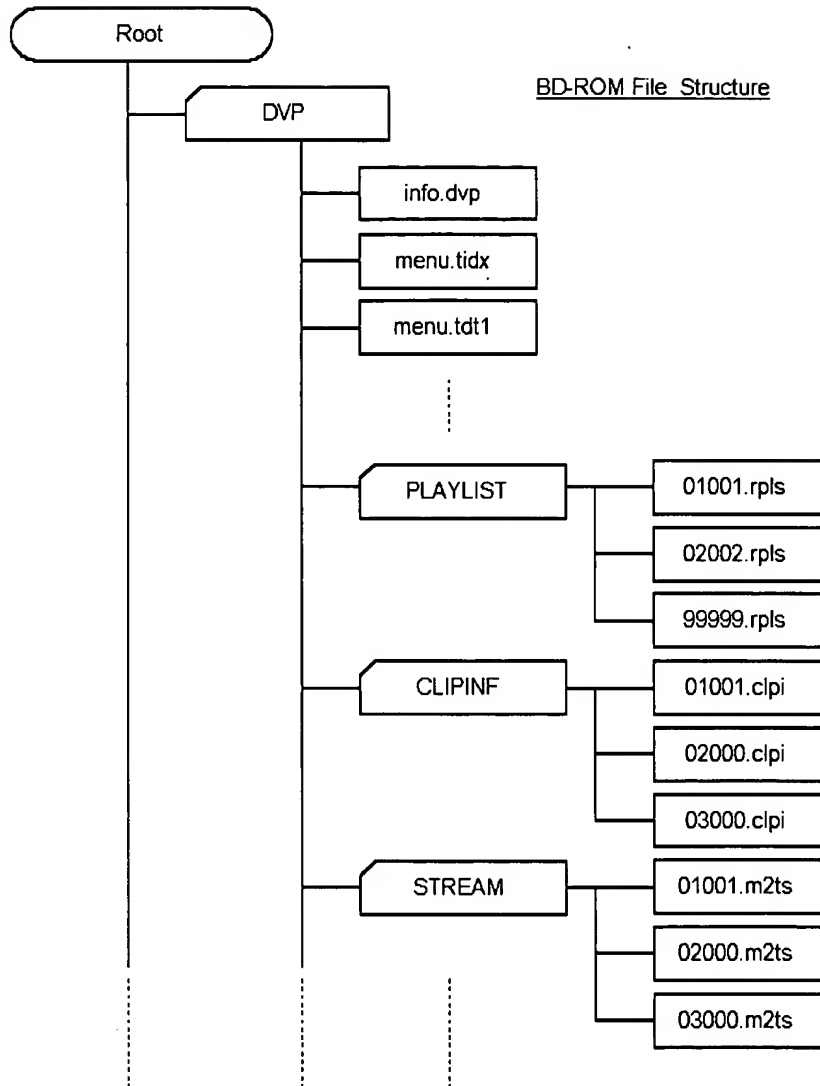 Root
BD-ROM File Structure
DVP
info.dvp
menu.tidx
menu.tdt1
PLAYLIST
01001.rpls
02002.rpls
99999.rpls
CLIPINF
01001.clpi
02000.clpi
03000.clpi
STREAM
01001.m2ts
02000.m2ts
03000.m2ts